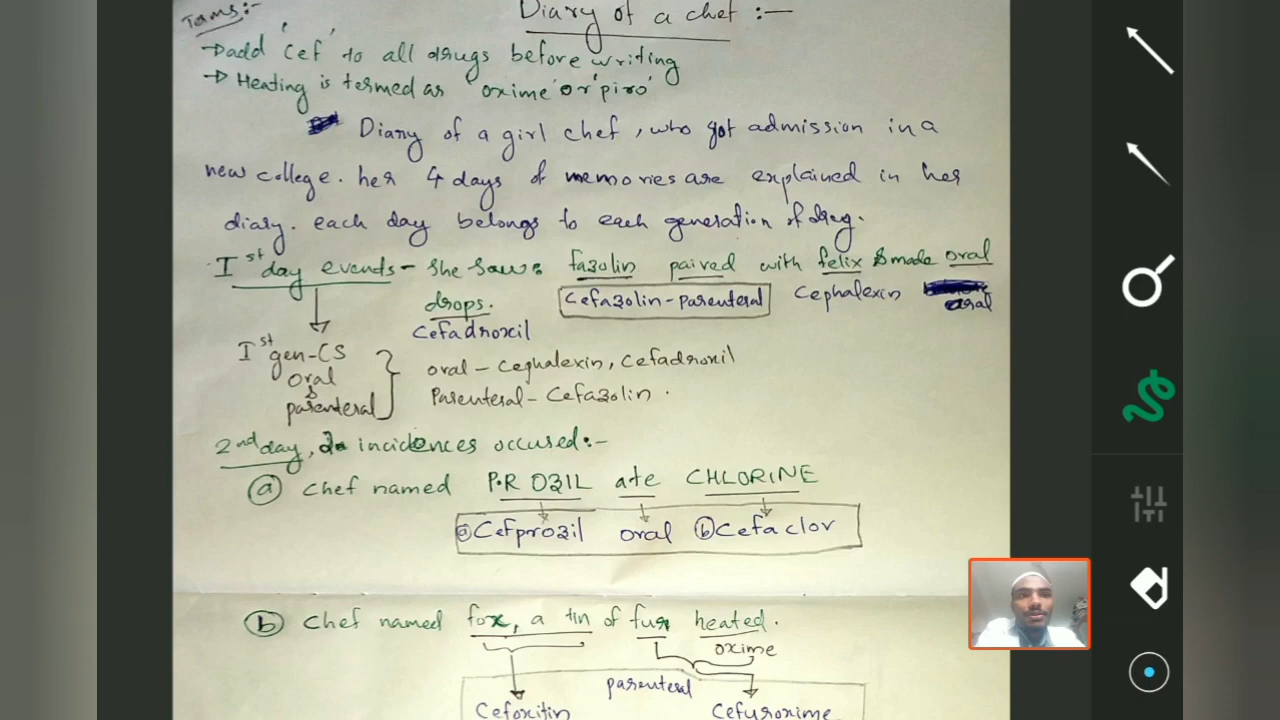 Tams:-
Diary of a chef :-
→ add 'cef' to all drugs before writing
→ Heating is termed as 'oxime' or 'piro'
Diary of a girl chef, who got admission in a
new college. her 4 days of memories are explained in her
diary. each day belongs to each generation of drug.
Ist day events - she saw: fazolin paired with felix & made oral
drops. Cefazolin - parenteral Cephalexin oral
Cefadroxil
Ist gen-CS
oral
&
parenteral
oral - Cephalexin, Cefadroxil
Parenteral - Cefazolin.
2nd day, 2 incidences occused:-
(a) Chef named P.ROZIL ate CHLORINE
(a) Cefprozil oral (b) Cefaclor
(b) Chef named fox, a tin of fur heated.
oxime
parenteral
Cefoxitin Cefuroxime